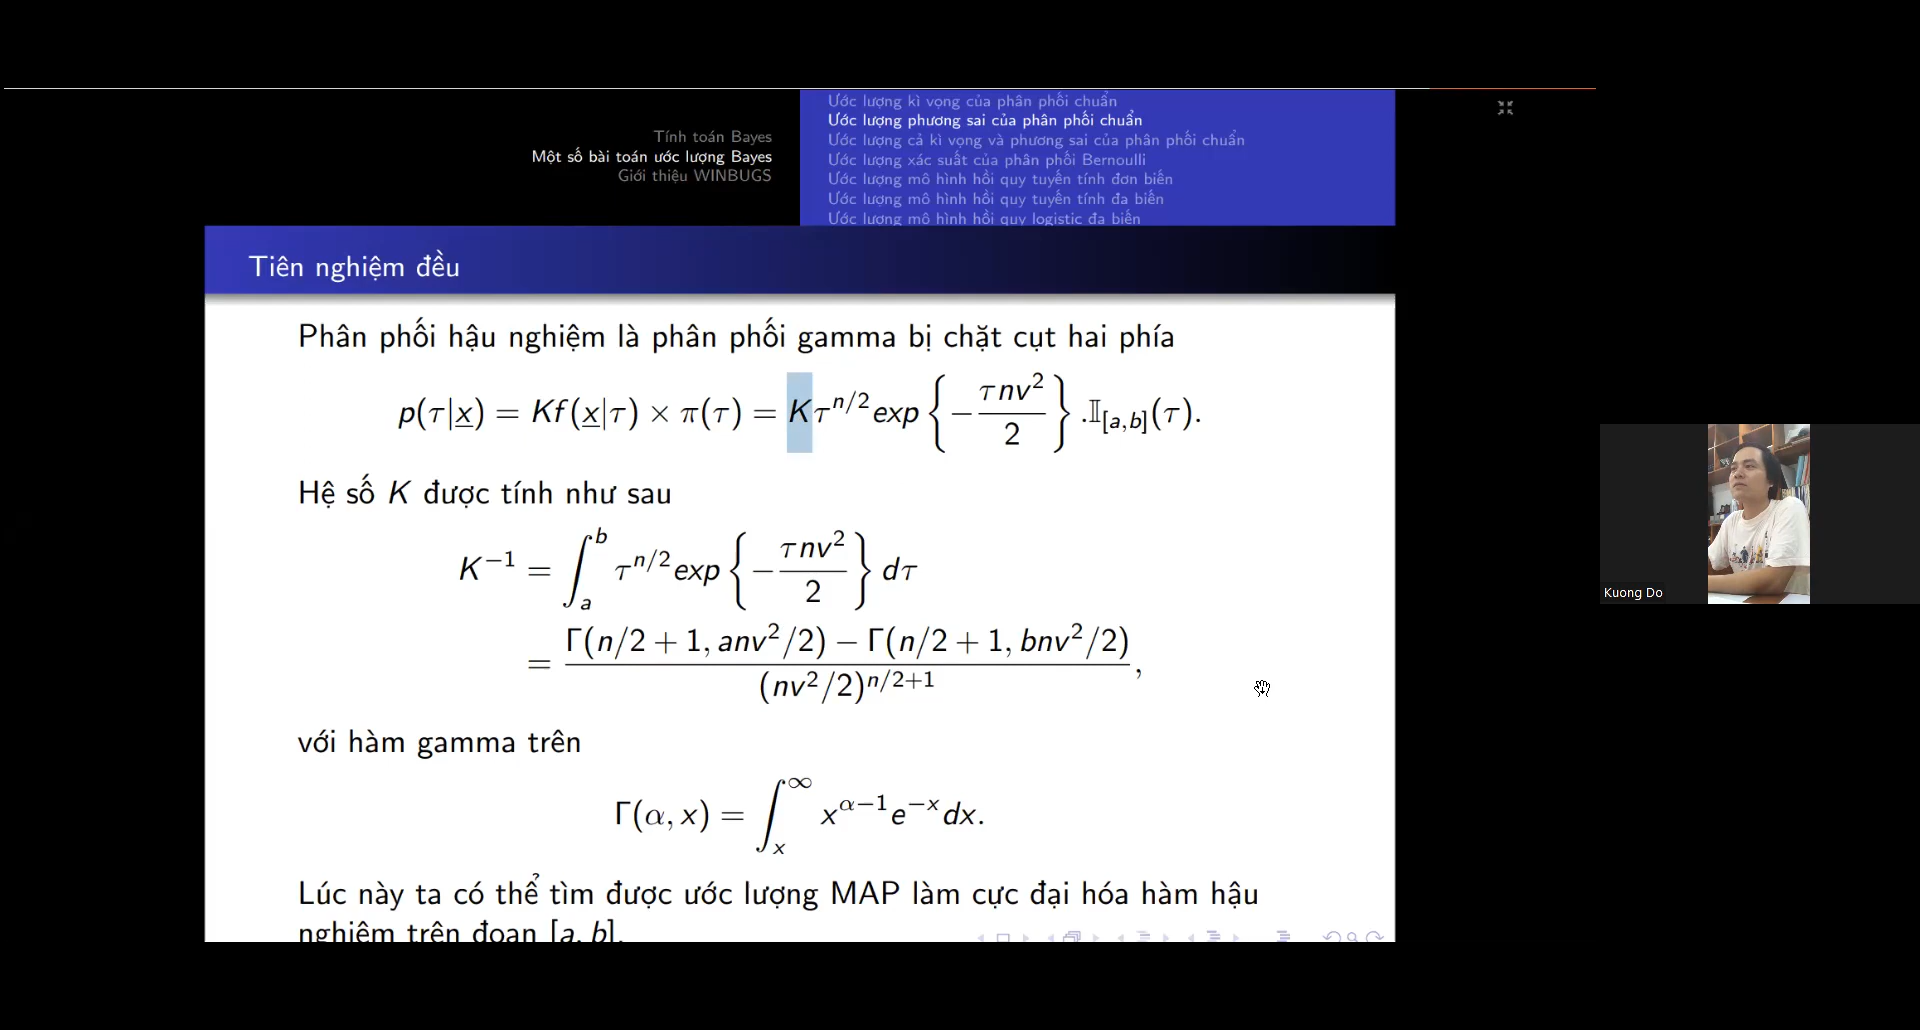 Tính toán Bayes
Một số bài toán ước lượng Bayes
Giới thiệu WINBUGS
Ước lượng kì vọng của phân phối chuẩn
Ước lượng phương sai của phân phối chuẩn
Ước lượng cả kì vọng và phương sai của phân phối chuẩn
Ước lượng xác suất của phân phối Bernoulli
Ước lượng mô hình hồi quy tuyến tính đơn biến
Ước lượng mô hình hồi quy tuyến tính đa biến
Ước lượng mô hình hồi quy logistic đa biến
Tiên nghiệm đều
Phân phối hậu nghiệm là phân phối gamma bị chặt cụt hai phía
p(τ|x̲) = Kf(x̲|τ) × π(τ) = Kτ^{n/2} exp{−τnv²/2}.𝕀_{[a,b]}(τ).
Hệ số K được tính như sau
K⁻¹ = ∫_a^b τ^{n/2} exp{−τnv²/2} dτ
= (Γ(n/2 + 1, anv²/2) − Γ(n/2 + 1, bnv²/2)) / (nv²/2)^{n/2+1},
với hàm gamma trên
Γ(α, x) = ∫_x^∞ x^{α−1} e^{−x} dx.
Lúc này ta có thể tìm được ước lượng MAP làm cực đại hóa hàm hậu
nghiệm trên đoạn [a, b].
Kuong Do